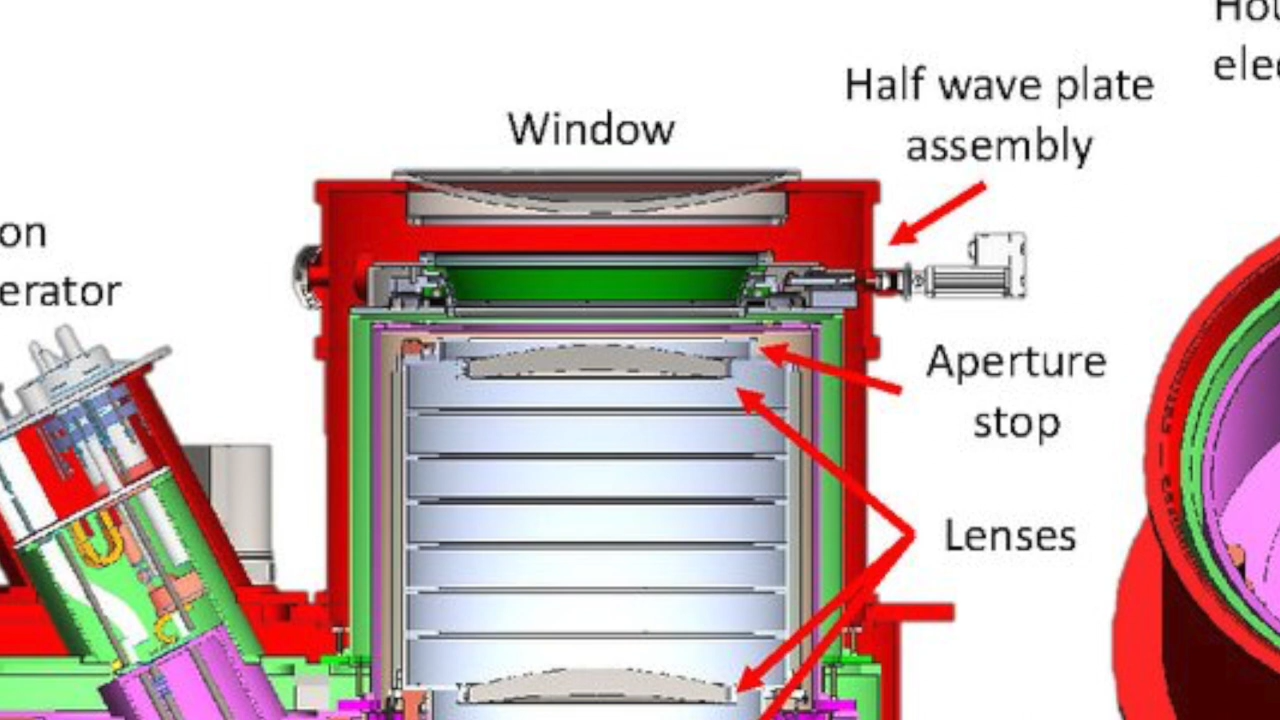 Window
Half wave plate
assembly
Aperture
stop
Lenses